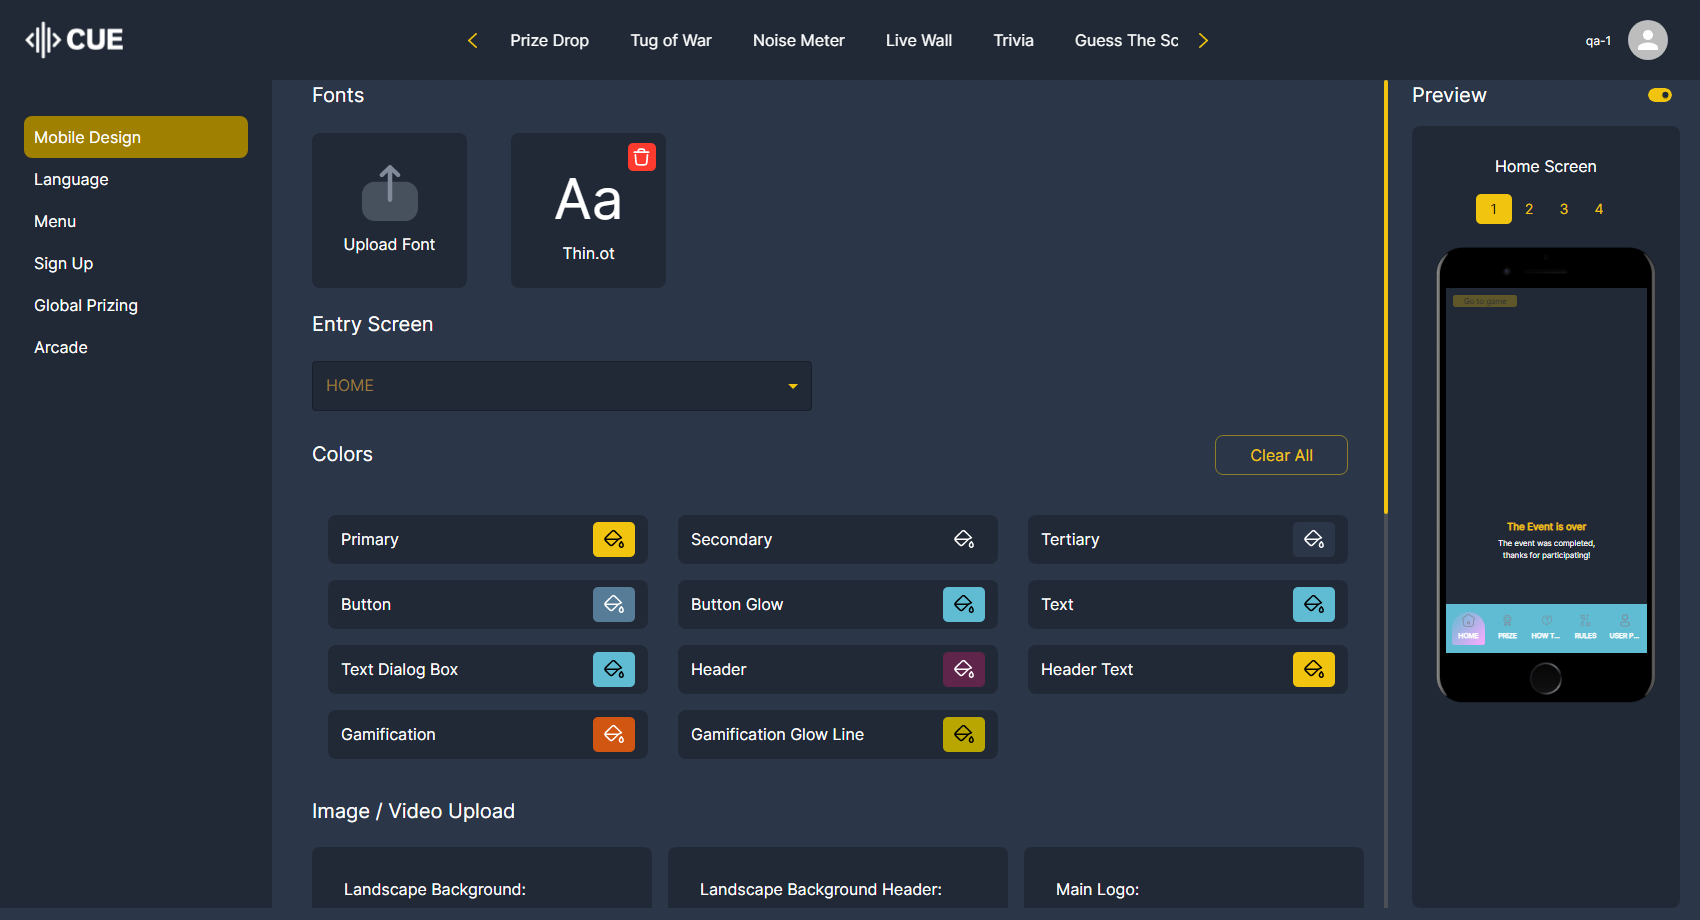 CUE
Prize Drop
Tug of War
Noise Meter
Live Wall
Trivia
Guess The Sc
qa-1
Mobile Design
Language
Menu
Sign Up
Global Prizing
Arcade
Fonts
Upload Font
Aa
Thin.ot
Entry Screen
HOME
Colors
Clear All
Primary
Secondary
Tertiary
Button
Button Glow
Text
Text Dialog Box
Header
Header Text
Gamification
Gamification Glow Line
Image / Video Upload
Landscape Background:
Landscape Background Header:
Main Logo:
Preview
Home Screen
1 2 3 4
Go to game
The Event is over
The event was completed,
thanks for participating!
HOME PRIZE HOW T... RULES USER P...